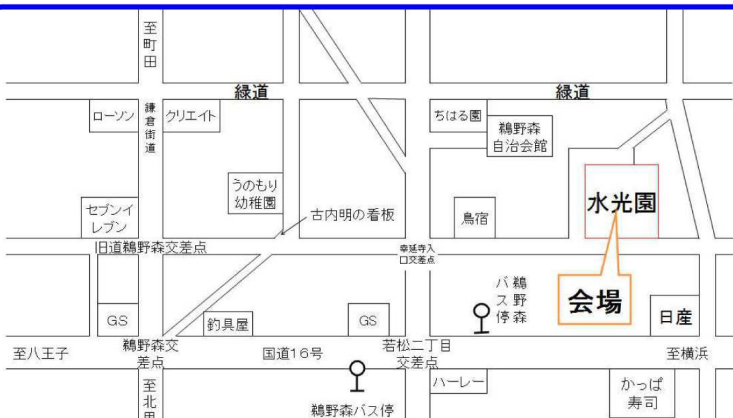 至町田
緑道
緑道
ローソン
鎌倉街道
クリエイト
ちはる園
鵜野森
自治会館
うのもり
幼稚園
セブンイ
レブン
古内明の看板
鳥宿
水光園
旧道鵜野森交差点
幸延寺入
口交差点
バス停
鵜野森
会場
GS
釣具屋
GS
日産
至八王子
鵜野森交
差点
国道16号
若松二丁目
交差点
至横浜
至北里
鵜野森バス停
ハーレー
かっぱ
寿司